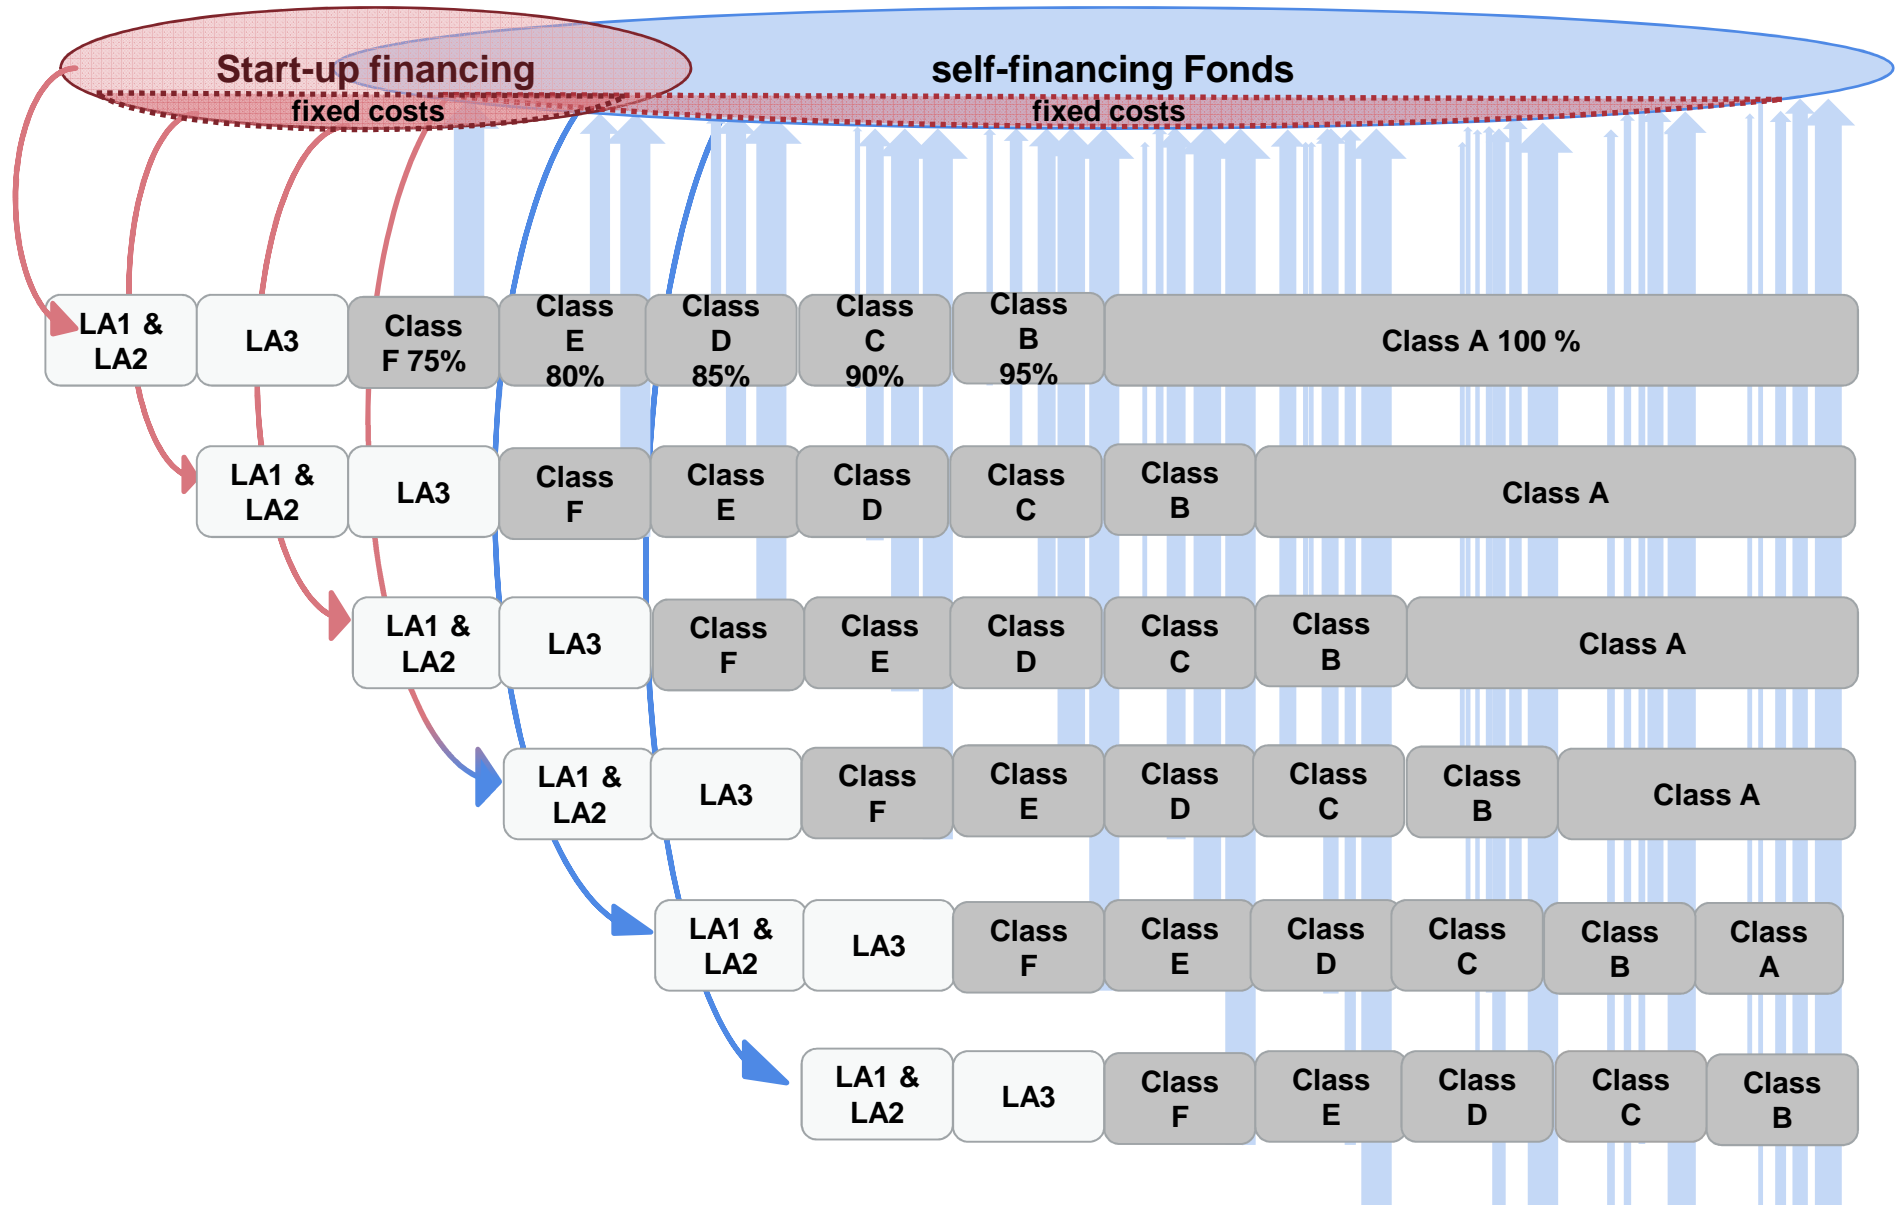 Start-up financing
self-financing Fonds
fixed costs
fixed costs
LA1 &
LA2
LA3
Class
F 75%
Class
E
80%
Class
D
85%
Class
C
90%
Class
B
95%
Class A 100 %
LA1 &
LA2
LA3
Class
F
Class
E
Class
D
Class
C
Class
B
Class A
LA1 &
LA2
LA3
Class
F
Class
E
Class
D
Class
C
Class
B
Class A
LA1 &
LA2
LA3
Class
F
Class
E
Class
D
Class
C
Class
B
Class A
LA1 &
LA2
LA3
Class
F
Class
E
Class
D
Class
C
Class
B
Class
A
LA1 &
LA2
LA3
Class
F
Class
E
Class
D
Class
C
Class
B